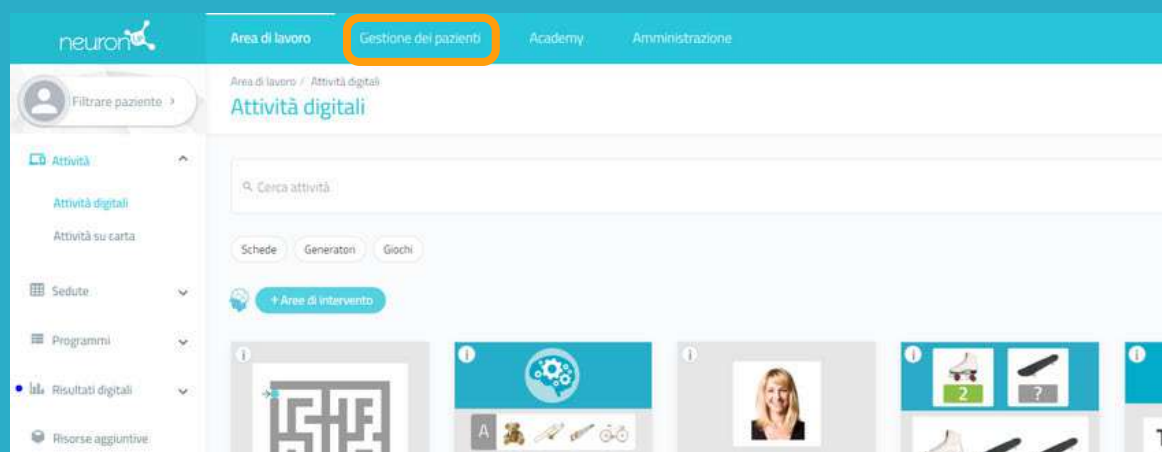 neuronUP
Area di lavoro
Gestione dei pazienti
Academy
Amministrazione
Filtrare paziente >
Area di lavoro / Attività digitali
Attività digitali
Attività
Attività digitali
Attività su carta
Sedute
Programmi
Risultati digitali
Risorse aggiuntive
Cerca attività
Schede
Generatori
Giochi
+ Aree di intervento
i
i
A
i
i
2
?
i
T